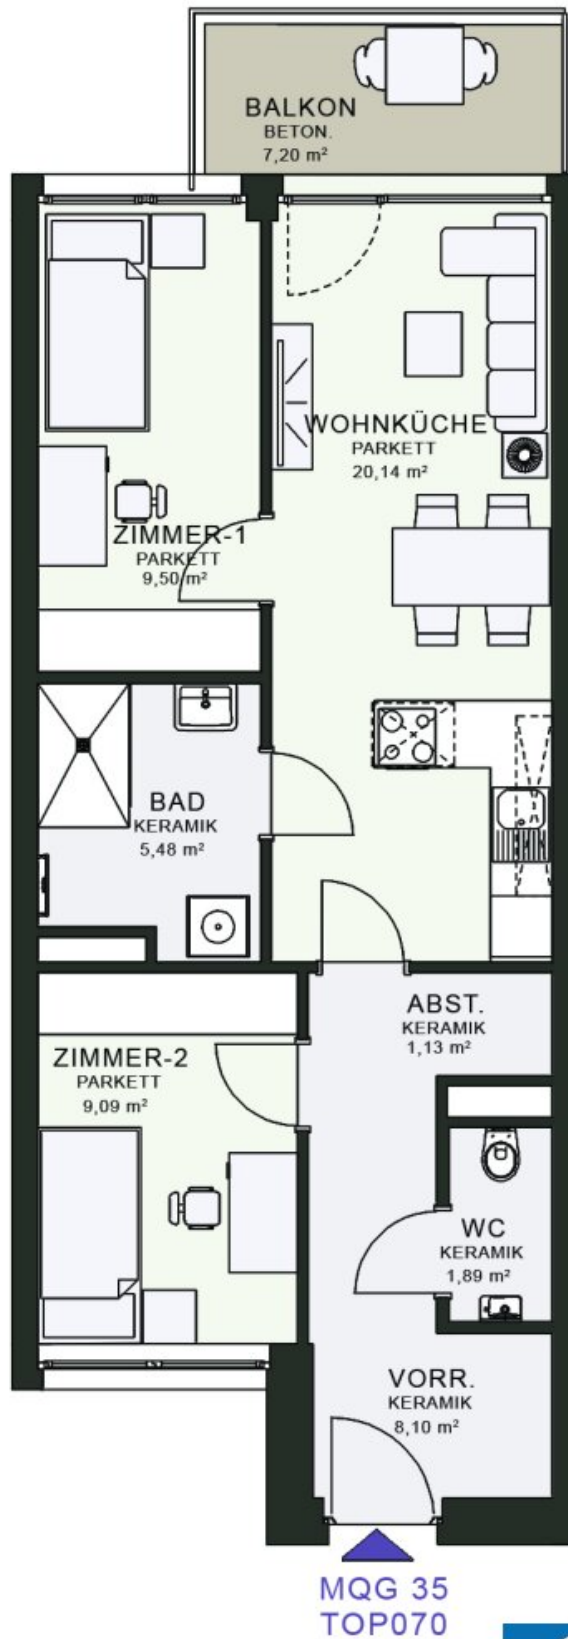 BALKON
BETON.
7,20 m²
WOHNKÜCHE
PARKETT
20,14 m²
ZIMMER-1
PARKETT
9,50 m²
BAD
KERAMIK
5,48 m²
ABST.
KERAMIK
1,13 m²
ZIMMER-2
PARKETT
9,09 m²
WC
KERAMIK
1,89 m²
VORR.
KERAMIK
8,10 m²
MQG 35
TOP070